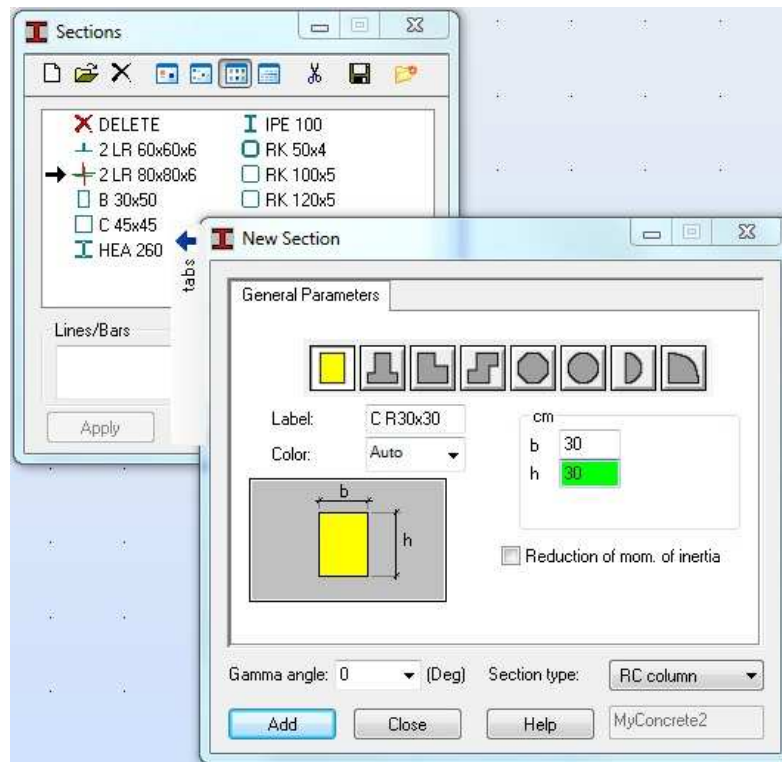 Sections
DELETE
IPE 100
2 LR 60x60x6
RK 50x4
2 LR 80x80x6
RK 100x5
B 30x50
RK 120x5
C 45x45
HEA 260
tabs
Lines/Bars
Apply
New Section
General Parameters
Label: C R30x30
Color: Auto
cm
b 30
h 30
b
h
Reduction of mom. of inertia
Gamma angle: 0 (Deg) Section type: RC column
Add Close Help MyConcrete2